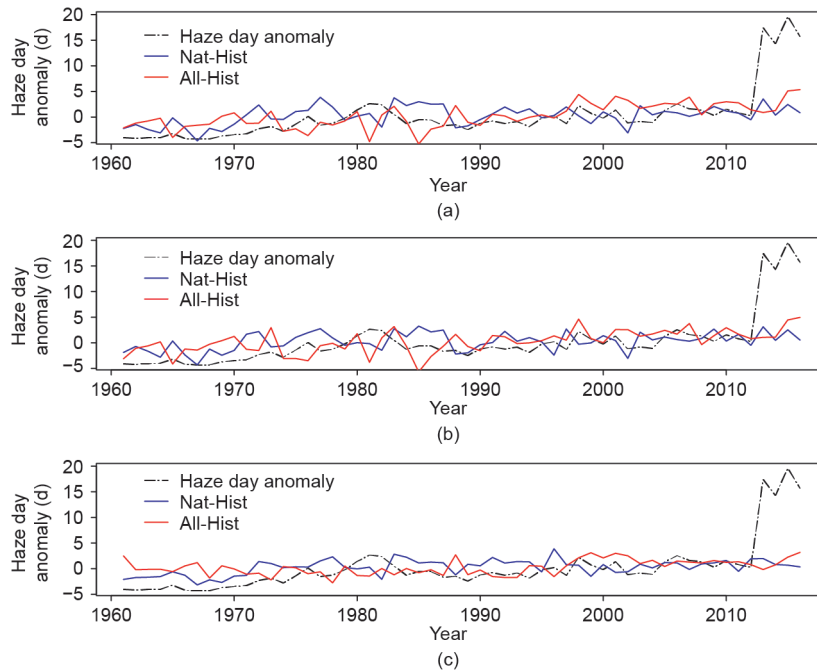 20
15
10
5
0
−5
Haze day
anomaly (d)
Haze day anomaly
Nat-Hist
All-Hist
1960 1970 1980 1990 2000 2010
Year
(a)
20
15
10
5
0
−5
Haze day
anomaly (d)
Haze day anomaly
Nat-Hist
All-Hist
1960 1970 1980 1990 2000 2010
Year
(b)
20
15
10
5
0
−5
Haze day
anomaly (d)
Haze day anomaly
Nat-Hist
All-Hist
1960 1970 1980 1990 2000 2010
Year
(c)